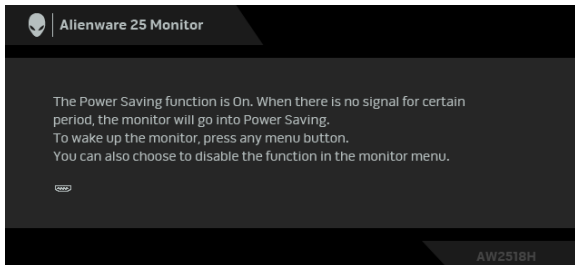 Alienware 25 Monitor
The Power Saving function is On. When there is no signal for certain
period, the monitor will go into Power Saving.
To wake up the monitor, press any menu button.
You can also choose to disable the function in the monitor menu.
AW2518H